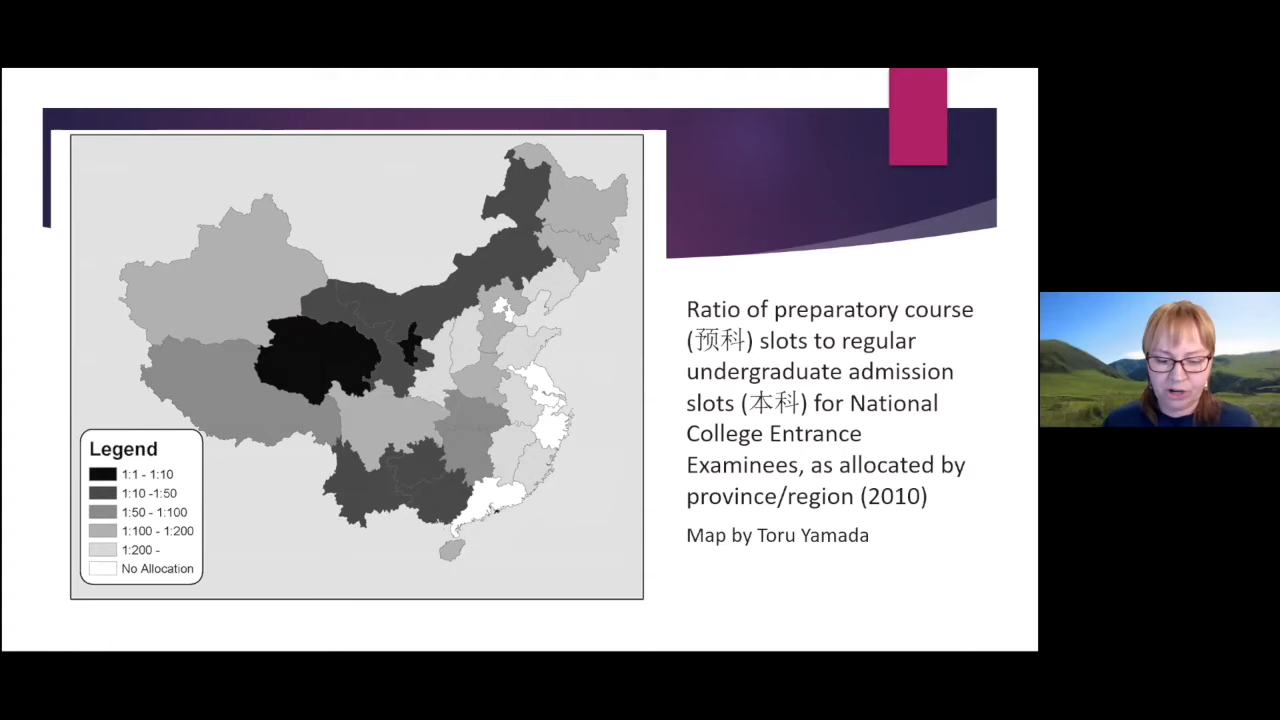 Legend
1:1 - 1:10
1:10 -1:50
1:50 - 1:100
1:100 - 1:200
1:200 -
No Allocation
Ratio of preparatory course
(预科) slots to regular
undergraduate admission
slots (本科) for National
College Entrance
Examinees, as allocated by
province/region (2010)
Map by Toru Yamada